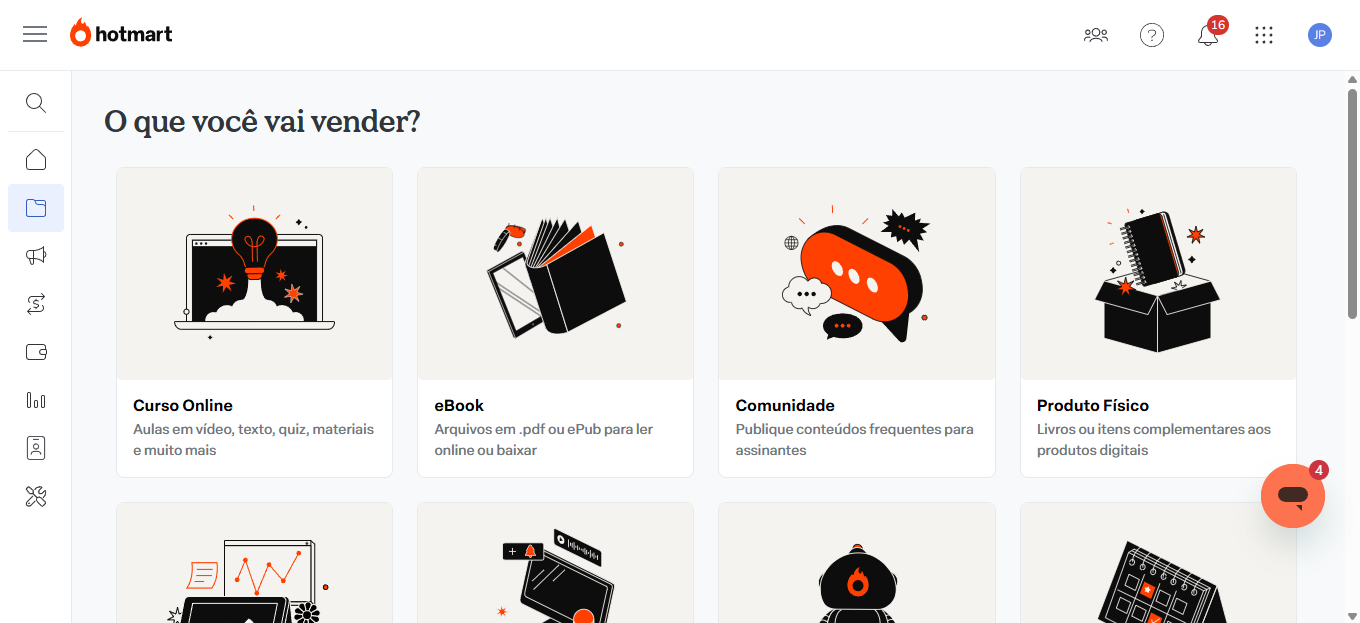 hotmart
16
JP
O que você vai vender?
Curso Online
Aulas em vídeo, texto, quiz, materiais
e muito mais
eBook
Arquivos em .pdf ou ePub para ler
online ou baixar
Comunidade
Publique conteúdos frequentes para
assinantes
Produto Físico
Livros ou itens complementares aos
produtos digitais
4